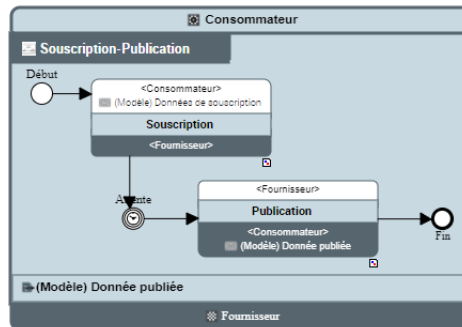 Consommateur
Souscription-Publication
Début
<Consommateur>
(Modèle) Données de souscription
Souscription
<Fournisseur>
Attente
<Fournisseur>
Publication
<Consommateur>
(Modèle) Donnée publiée
Fin
(Modèle) Donnée publiée
Fournisseur